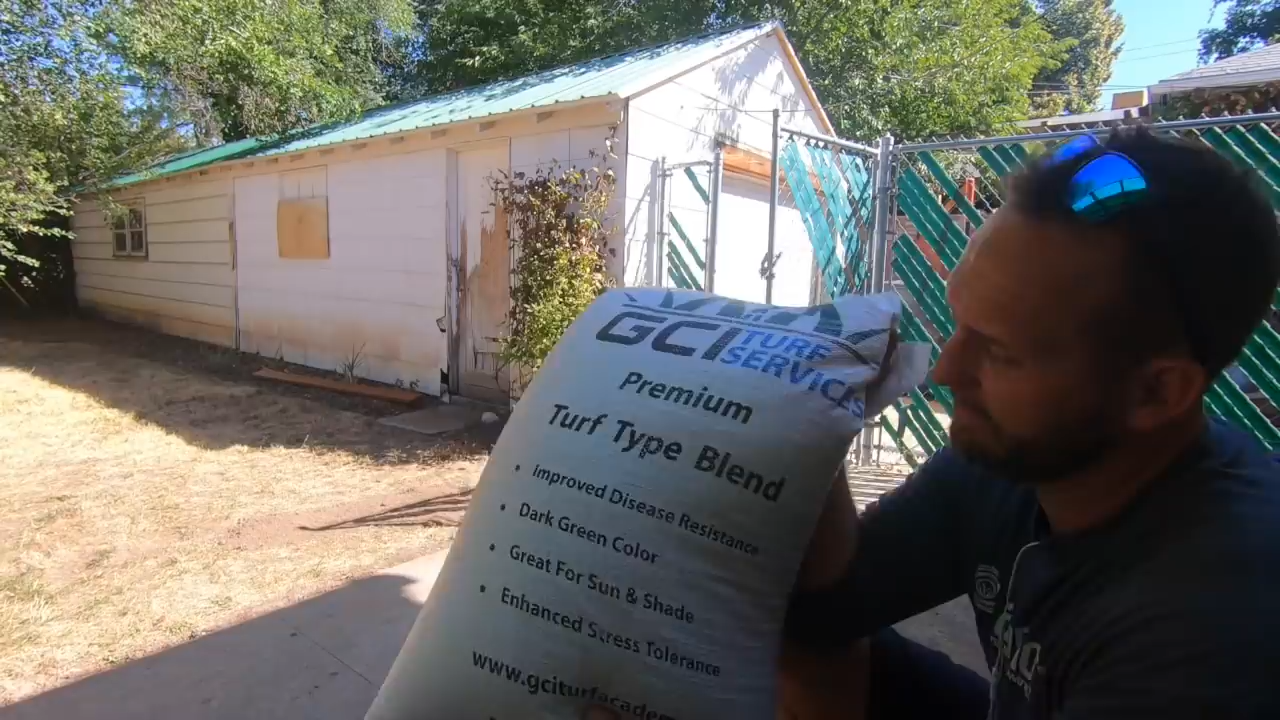 GCI TURF
SERVICES
Premium
Turf Type Blend
• Improved Disease Resistance
• Dark Green Color
• Great For Sun & Shade
• Enhanced Stress Tolerance
www.gciturfacadem